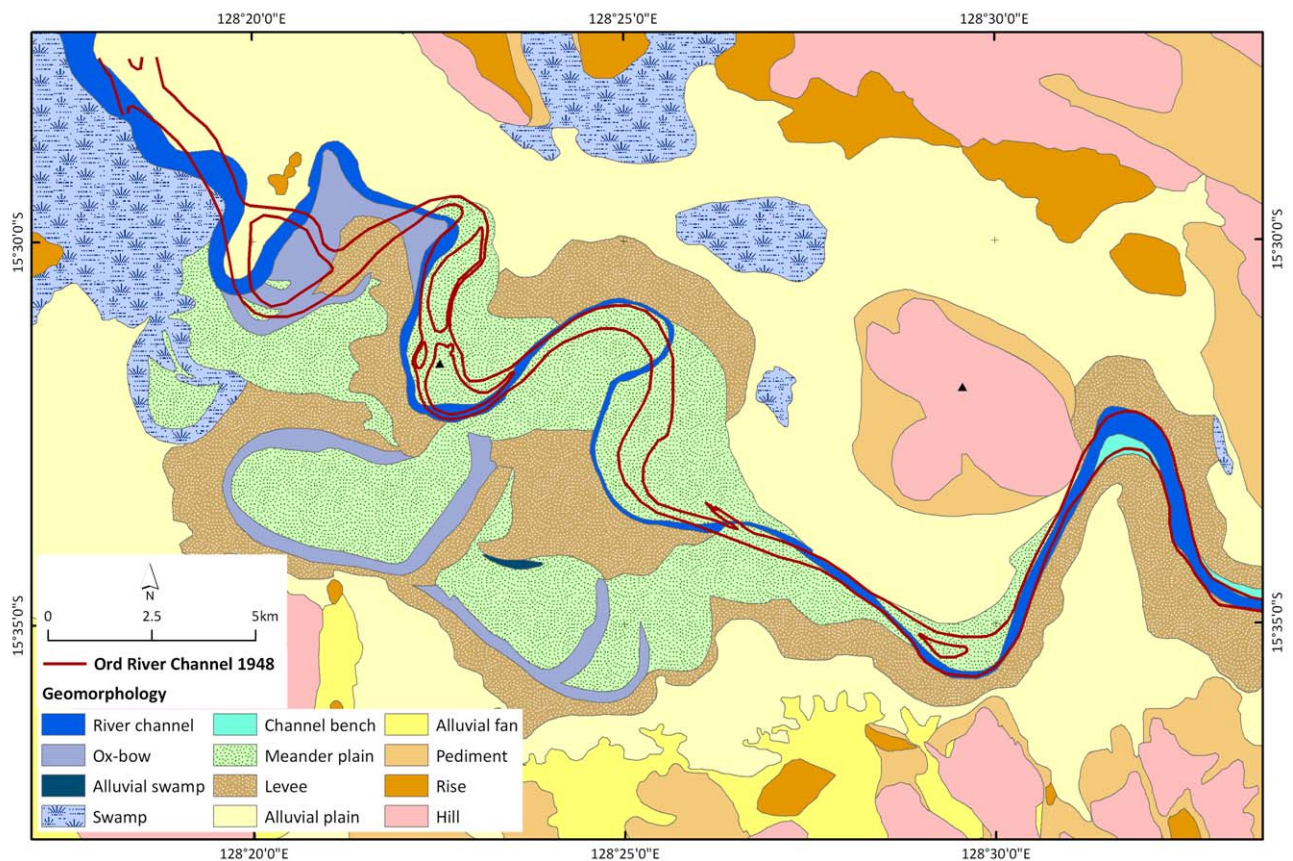 128°20'0"E 128°25'0"E 128°30'0"E
15°30'0"S 15°30'0"S
15°35'0"S 15°35'0"S
N
0 2.5 5km
Ord River Channel 1948
Geomorphology
River channel Channel bench Alluvial fan
Ox-bow Meander plain Pediment
Alluvial swamp Levee Rise
Swamp Alluvial plain Hill
128°20'0"E 128°25'0"E 128°30'0"E